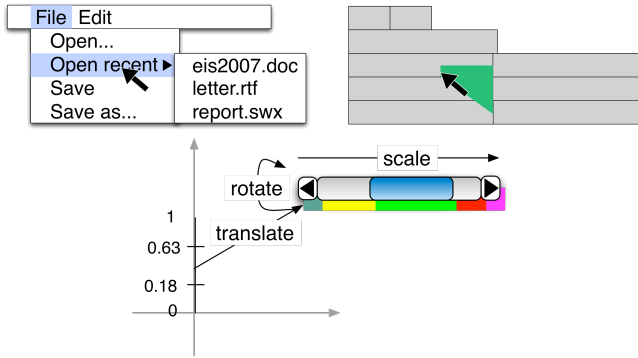 File Edit
Open...
Open recent
Save
Save as...
eis2007.doc
letter.rtf
report.swx
scale
rotate
translate
1
0.63
0.18
0